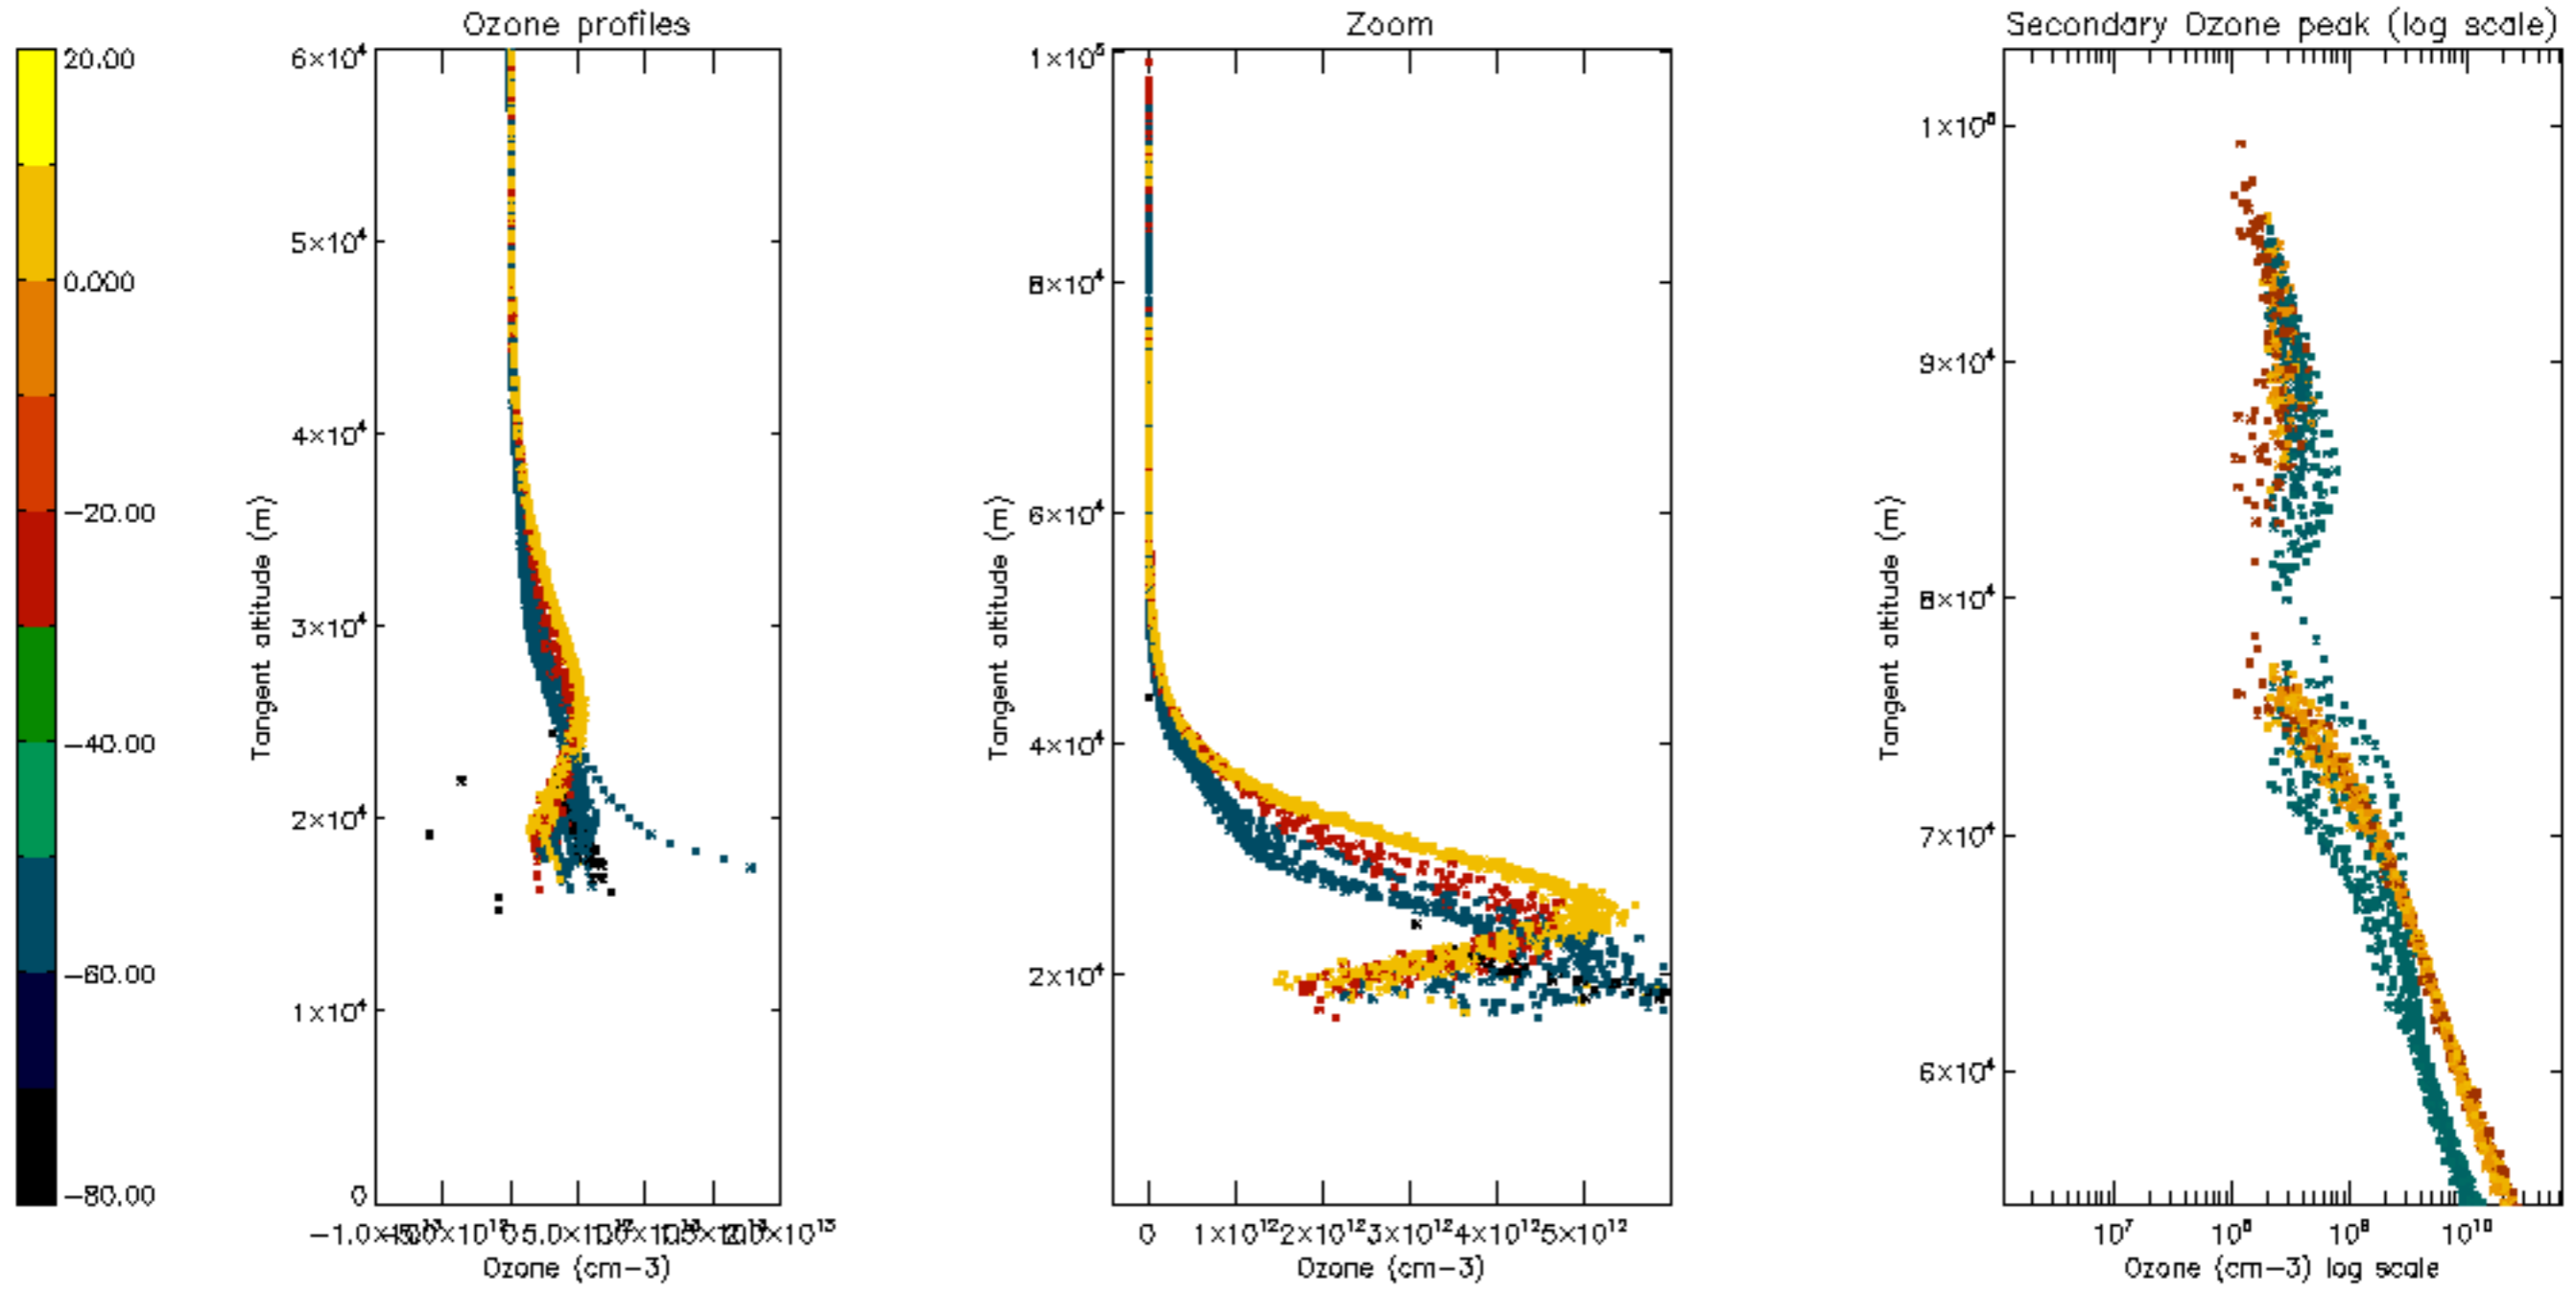 Ozone profiles
Zoom
Secondary Ozone peak (log scale)
20.00
0.000
−20.00
−40.00
−60.00
−80.00
6×10⁴
5×10⁴
4×10⁴
3×10⁴
2×10⁴
1×10⁴
0
Tangent altitude (m)
Ozone (cm−3)
1×10⁵
8×10⁴
6×10⁴
4×10⁴
2×10⁴
Tangent altitude (m)
0 1×10¹² 2×10¹² 3×10¹² 4×10¹² 5×10¹²
Ozone (cm−3)
1×10⁵
9×10⁴
8×10⁴
7×10⁴
6×10⁴
Tangent altitude (m)
10⁷ 10⁸ 10⁹ 10¹⁰
Ozone (cm−3) log scale